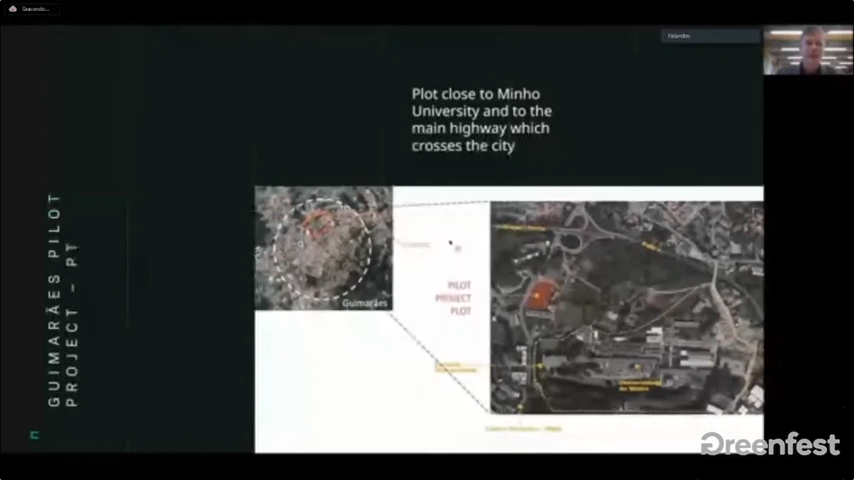 Gravando...
Falando:
Plot close to Minho
University and to the
main highway which
crosses the city
GUIMARÃES PILOT
PROJECT – PT
Guimarães
PILOT
PROJECT
PLOT
Universidade
do Minho
Greenfest